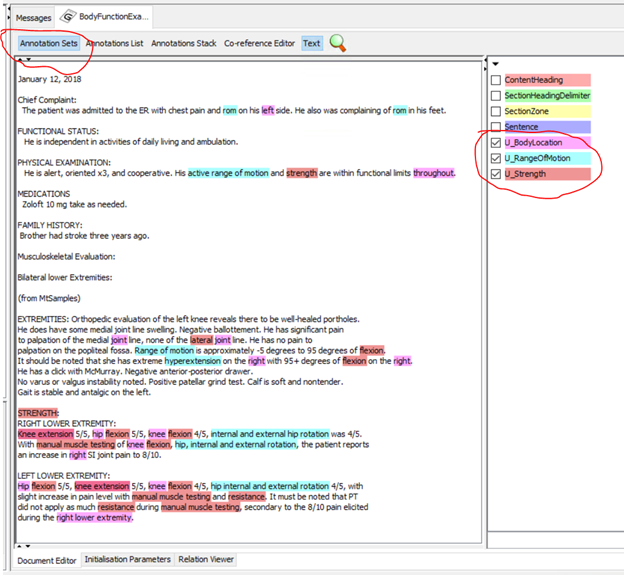 Messages
BodyFunctionExa...
Annotation Sets
Annotations List
Annotations Stack
Co-reference Editor
Text
January 12, 2018
Chief Complaint:
The patient was admitted to the ER with chest pain and rom on his left side. He also was complaining of rom in his feet.
FUNCTIONAL STATUS:
He is independent in activities of daily living and ambulation.
PHYSICAL EXAMINATION:
He is alert, oriented x3, and cooperative. His active range of motion and strength are within functional limits throughout.
MEDICATIONS
Zoloft 10 mg take as needed.
FAMILY HISTORY:
Brother had stroke three years ago.
Musculoskeletal Evaluation:
Bilateral lower Extremities:
(from MtSamples)
EXTREMITIES: Orthopedic evaluation of the left knee reveals there to be well-healed portholes.
He does have some medial joint line swelling. Negative ballottement. He has significant pain
to palpation of the medial joint line, none of the lateral joint line. He has no pain to
palpation on the popliteal fossa. Range of motion is approximately -5 degrees to 95 degrees of flexion.
It should be noted that she has extreme hyperextension on the right with 95+ degrees of flexion on the right.
He has a click with McMurray. Negative anterior-posterior drawer.
No varus or valgus instability noted. Positive patellar grind test. Calf is soft and nontender.
Gait is stable and antalgic on the left.
STRENGTH:
RIGHT LOWER EXTREMITY:
Knee extension 5/5, hip flexion 5/5, knee flexion 4/5, internal and external hip rotation was 4/5.
With manual muscle testing of knee flexion, hip, internal and external rotation, the patient reports
an increase in right SI joint pain to 8/10.
LEFT LOWER EXTREMITY:
Hip flexion 5/5, knee extension 5/5, knee flexion 4/5, hip internal and external rotation 4/5, with
slight increase in pain level with manual muscle testing and resistance. It must be noted that PT
did not apply as much resistance during manual muscle testing, secondary to the 8/10 pain elicited
during the right lower extremity.
ContentHeading
SectionHeadingDelimiter
SectionZone
Sentence
U_BodyLocation
U_RangeOfMotion
U_Strength
Document Editor
Initialisation Parameters
Relation Viewer